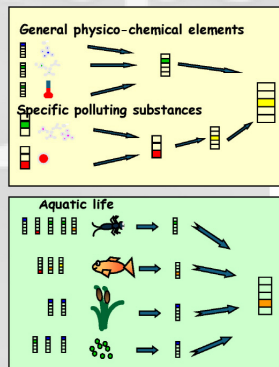 General physico-chemical elements
Specific polluting substances
Aquatic life